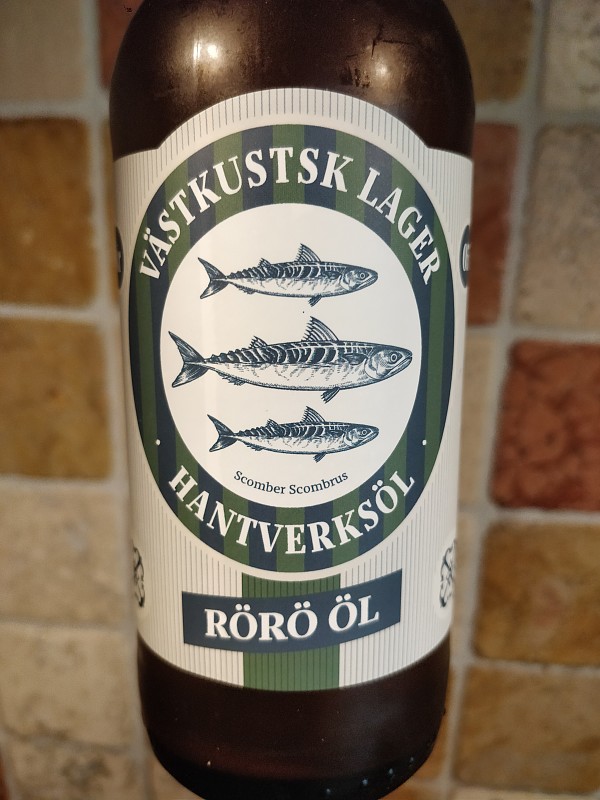 VÄSTKUSTSK LAGER
Scomber Scombrus
HANTVERKSÖL
RÖRÖ ÖL